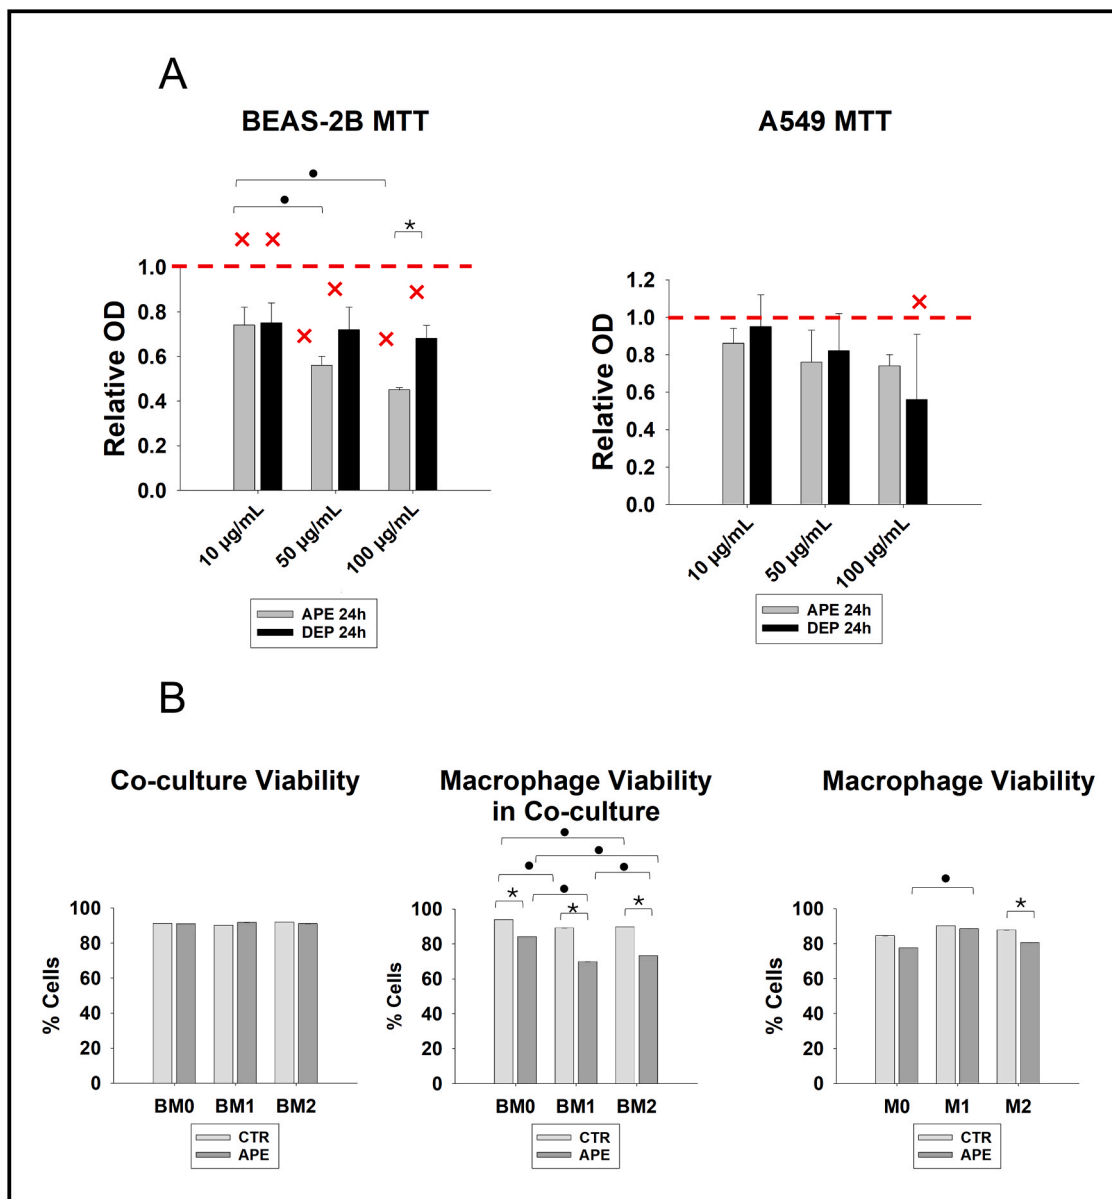 A
BEAS-2B MTT
A549 MTT
● 
●
*
× ×
×
×
×
×
×
Relative OD
1.0
0.8
0.6
0.4
0.2
0.0
10 µg/mL
50 µg/mL
100 µg/mL
APE 24h
DEP 24h
Relative OD
1.2
1.0
0.8
0.6
0.4
0.2
0.0
10 µg/mL
50 µg/mL
100 µg/mL
APE 24h
DEP 24h
B
Co-culture Viability
% Cells
100
80
60
40
20
0
BM0 BM1 BM2
CTR
APE
Macrophage Viability
in Co-culture
●
●
● ●
●
* * *
% Cells
100
80
60
40
20
0
BM0 BM1 BM2
CTR
APE
Macrophage Viability
●
*
% Cells
100
80
60
40
20
0
M0 M1 M2
CTR
APE